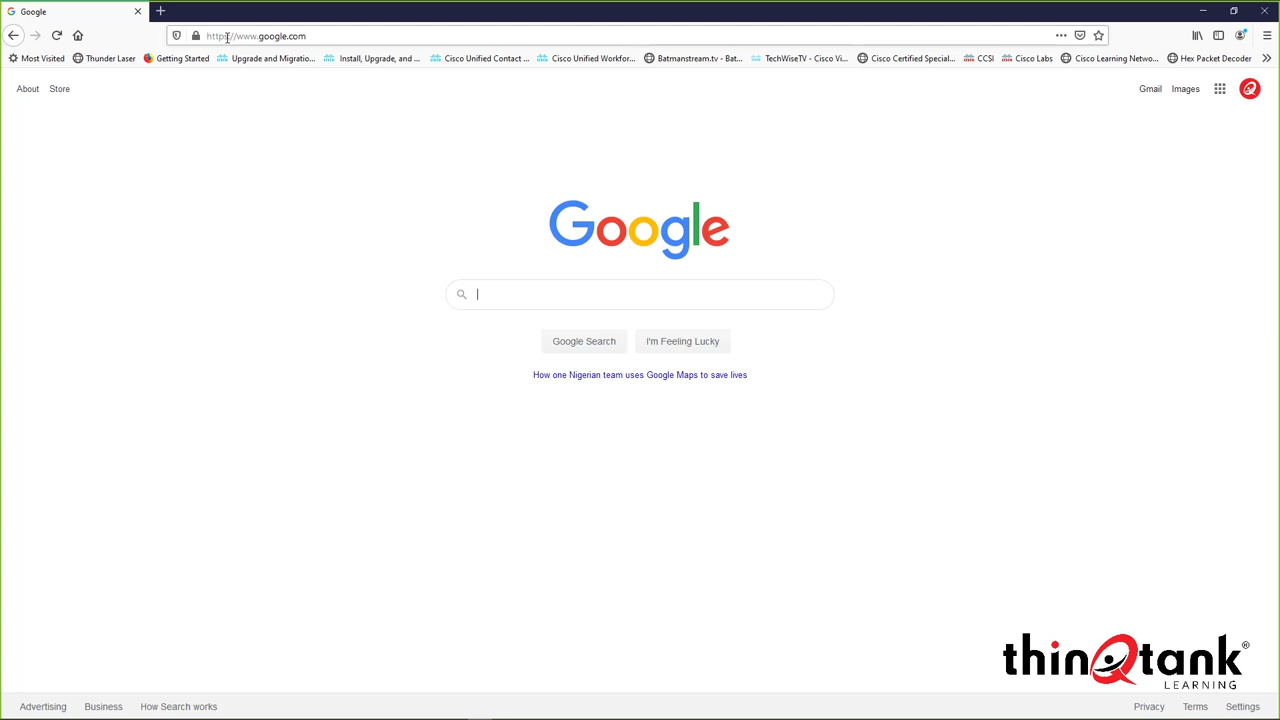 Google
https://www.google.com
Most Visited
Thunder Laser
Getting Started
Upgrade and Migratio...
Install, Upgrade, and ...
Cisco Unified Contact ...
Cisco Unified Workfor...
Batmanstream.tv - Bat...
TechWiseTV - Cisco Vi...
Cisco Certified Special...
CCSI
Cisco Labs
Cisco Learning Netwo...
Hex Packet Decoder
About
Store
Gmail
Images
Google
Google Search
I'm Feeling Lucky
How one Nigerian team uses Google Maps to save lives
thinQtank®
LEARNING
Advertising
Business
How Search works
Privacy
Terms
Settings